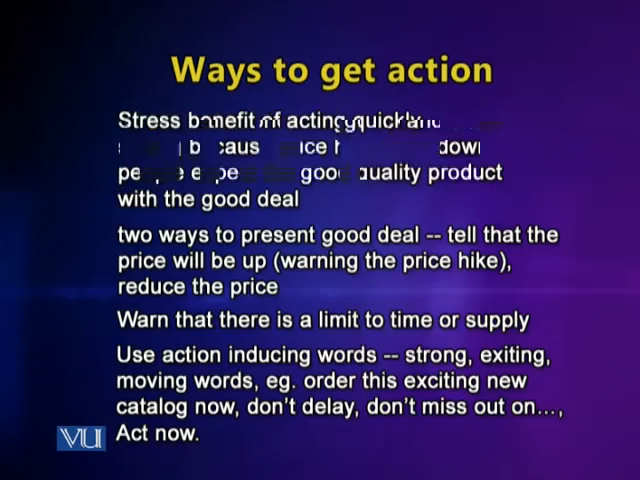 Ways to get action
Stress benefit of acting quickly
down
good quality product
with the good deal
two ways to present good deal -- tell that the
price will be up (warning the price hike),
reduce the price
Warn that there is a limit to time or supply
Use action inducing words -- strong, exiting,
moving words, eg. order this exciting new
catalog now, don't delay, don't miss out on...,
Act now.
VU